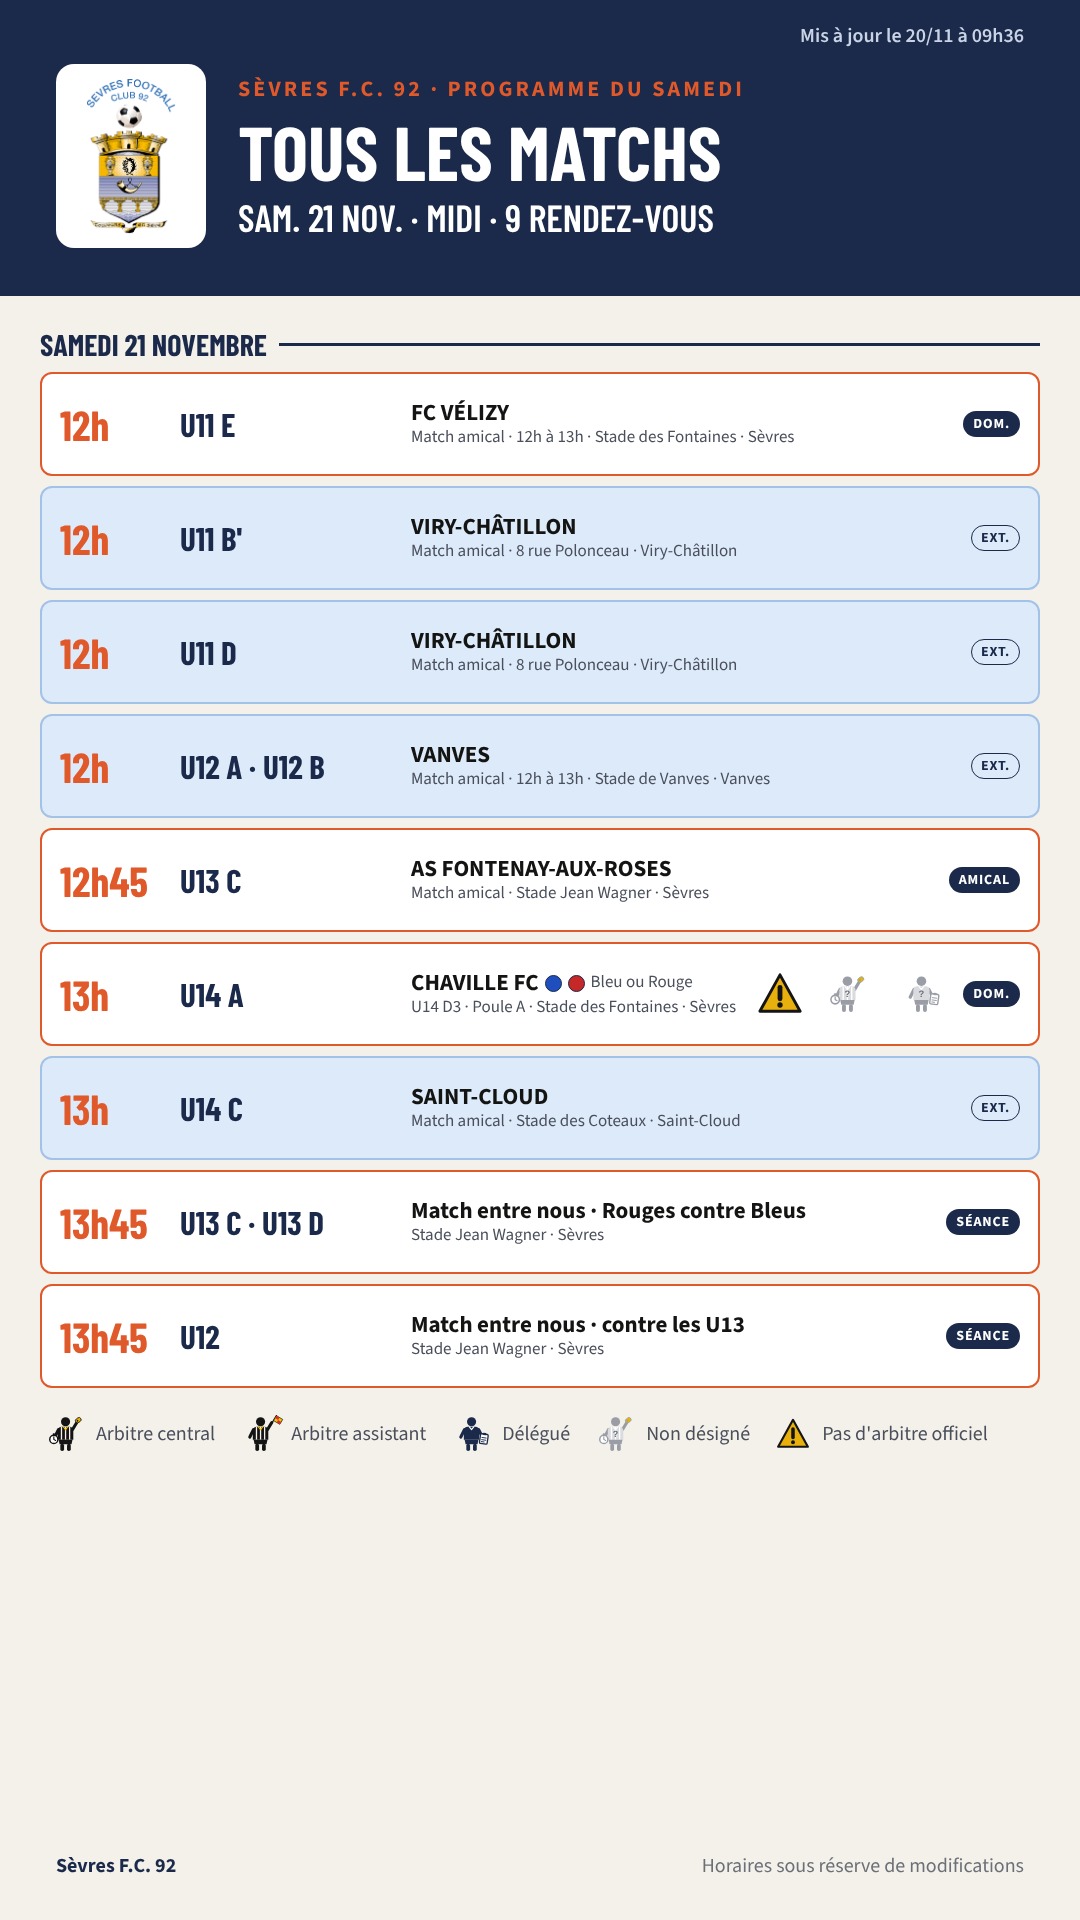 Mis à jour le 20/11 à 09h36
SEVRES FOOTBALL
CLUB 92
SÈVRES F.C. 92 · PROGRAMME DU SAMEDI
TOUS LES MATCHS
SAM. 21 NOV. · MIDI · 9 RENDEZ-VOUS
SAMEDI 21 NOVEMBRE
12h U11 E FC VÉLIZY DOM.
Match amical · 12h à 13h · Stade des Fontaines · Sèvres
12h U11 B' VIRY-CHÂTILLON EXT.
Match amical · 8 rue Polonceau · Viry-Châtillon
12h U11 D VIRY-CHÂTILLON EXT.
Match amical · 8 rue Polonceau · Viry-Châtillon
12h U12 A · U12 B VANVES EXT.
Match amical · 12h à 13h · Stade de Vanves · Vanves
12h45 U13 C AS FONTENAY-AUX-ROSES AMICAL
Match amical · Stade Jean Wagner · Sèvres
13h U14 A CHAVILLE FC Bleu ou Rouge ? ? DOM.
U14 D3 · Poule A · Stade des Fontaines · Sèvres
13h U14 C SAINT-CLOUD EXT.
Match amical · Stade des Coteaux · Saint-Cloud
13h45 U13 C · U13 D Match entre nous · Rouges contre Bleus SÉANCE
Stade Jean Wagner · Sèvres
13h45 U12 Match entre nous · contre les U13 SÉANCE
Stade Jean Wagner · Sèvres
Arbitre central Arbitre assistant Délégué ? Non désigné Pas d'arbitre officiel
Sèvres F.C. 92 Horaires sous réserve de modifications